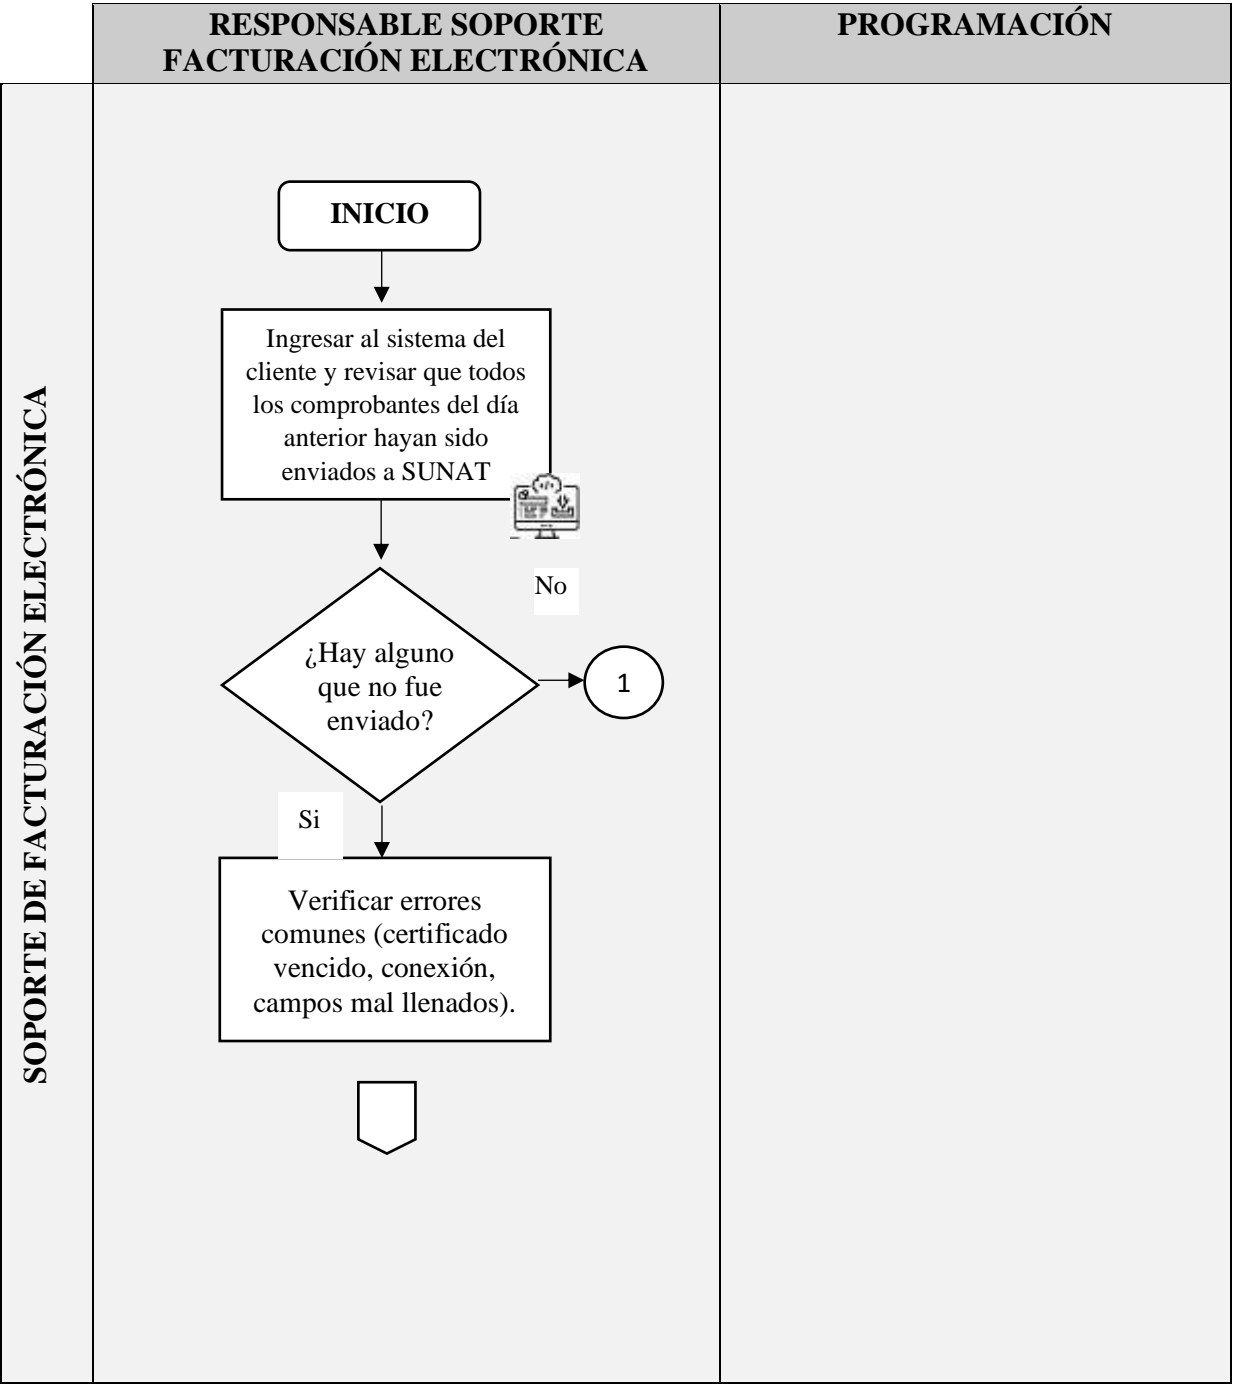 RESPONSABLE SOPORTE
FACTURACIÓN ELECTRÓNICA
PROGRAMACIÓN
SOPORTE DE FACTURACIÓN ELECTRÓNICA
INICIO
Ingresar al sistema del
cliente y revisar que todos
los comprobantes del día
anterior hayan sido
enviados a SUNAT
No
¿Hay alguno
que no fue
enviado?
1
Si
Verificar errores
comunes (certificado
vencido, conexión,
campos mal llenados).